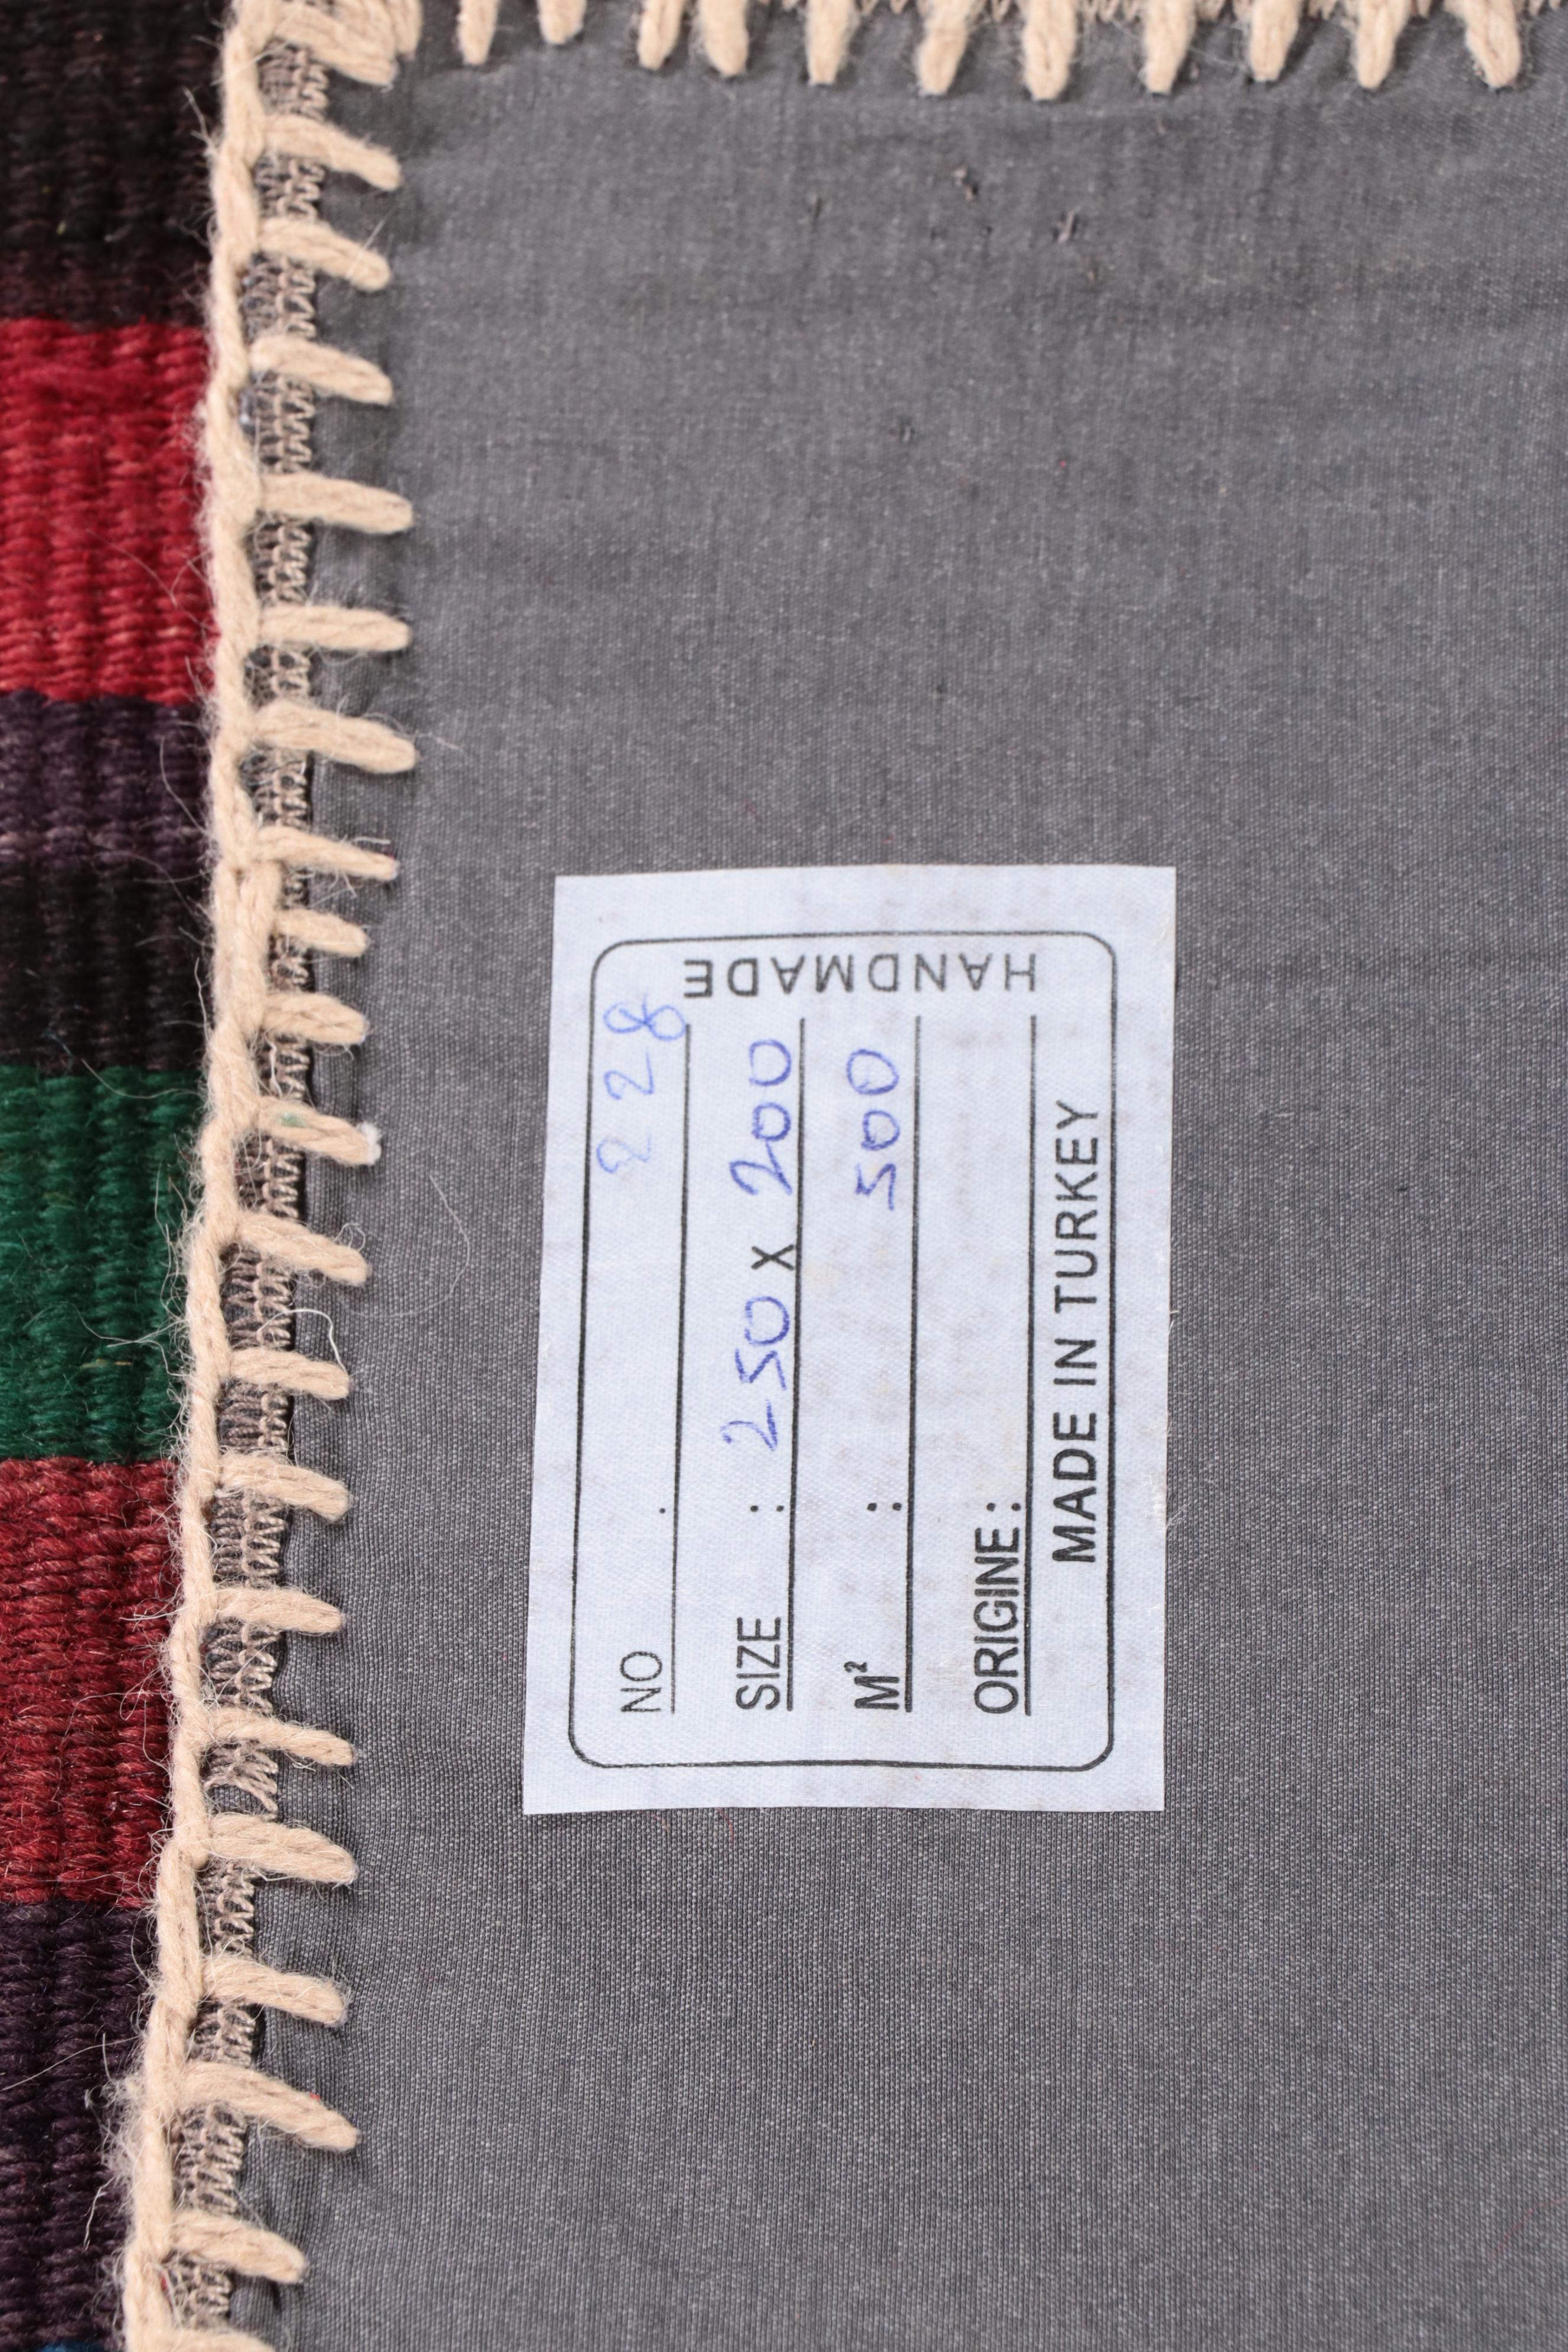 NO . 228
SIZE : 250 x 200
M² : 500
ORIGINE :
MADE IN TURKEY
HANDMADE